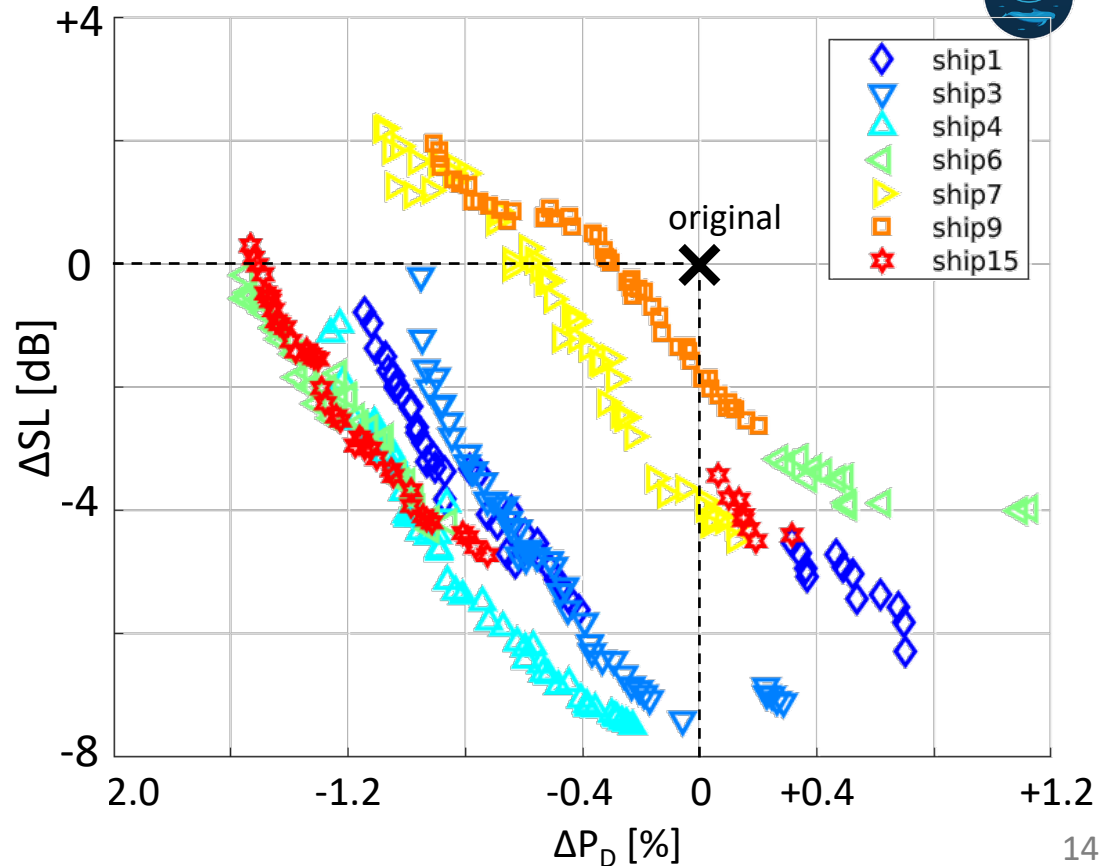 +4
ship1
ship3
ship4
ship6
ship7
ship9
ship15
original
0
ΔSL [dB]
-2
-4
-8
2.0
-1.2
-0.4
0
+0.4
+1.2
ΔP_D [%]
14